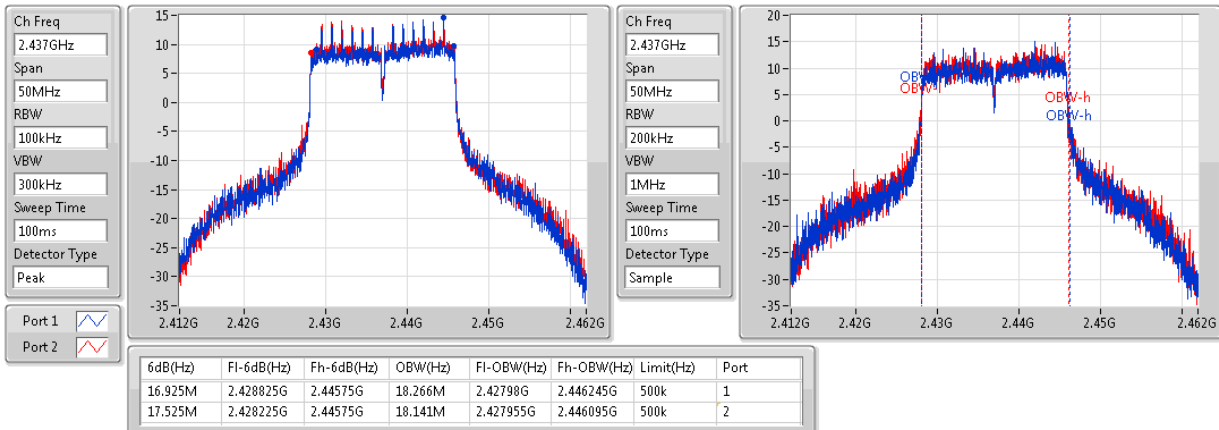 Ch Freq
2.437GHz
Span
50MHz
RBW
100kHz
VBW
300kHz
Sweep Time
100ms
Detector Type
Peak
Port 1
Port 2
15
10
5
0
-5
-10
-15
-20
-25
-30
-35
2.412G 2.42G 2.43G 2.44G 2.45G 2.462G
Ch Freq
2.437GHz
Span
50MHz
RBW
200kHz
VBW
1MHz
Sweep Time
100ms
Detector Type
Sample
20
15
10
5
0
-5
-10
-15
-20
-25
-30
-35
OBW-h
OBW-h
2.412G 2.42G 2.43G 2.44G 2.45G 2.462G
6dB(Hz) Fl-6dB(Hz) Fh-6dB(Hz) OBW(Hz) Fl-OBW(Hz) Fh-OBW(Hz) Limit(Hz) Port
16.925M 2.428825G 2.44575G 18.266M 2.42798G 2.446245G 500k 1
17.525M 2.428225G 2.44575G 18.141M 2.427955G 2.446095G 500k 2